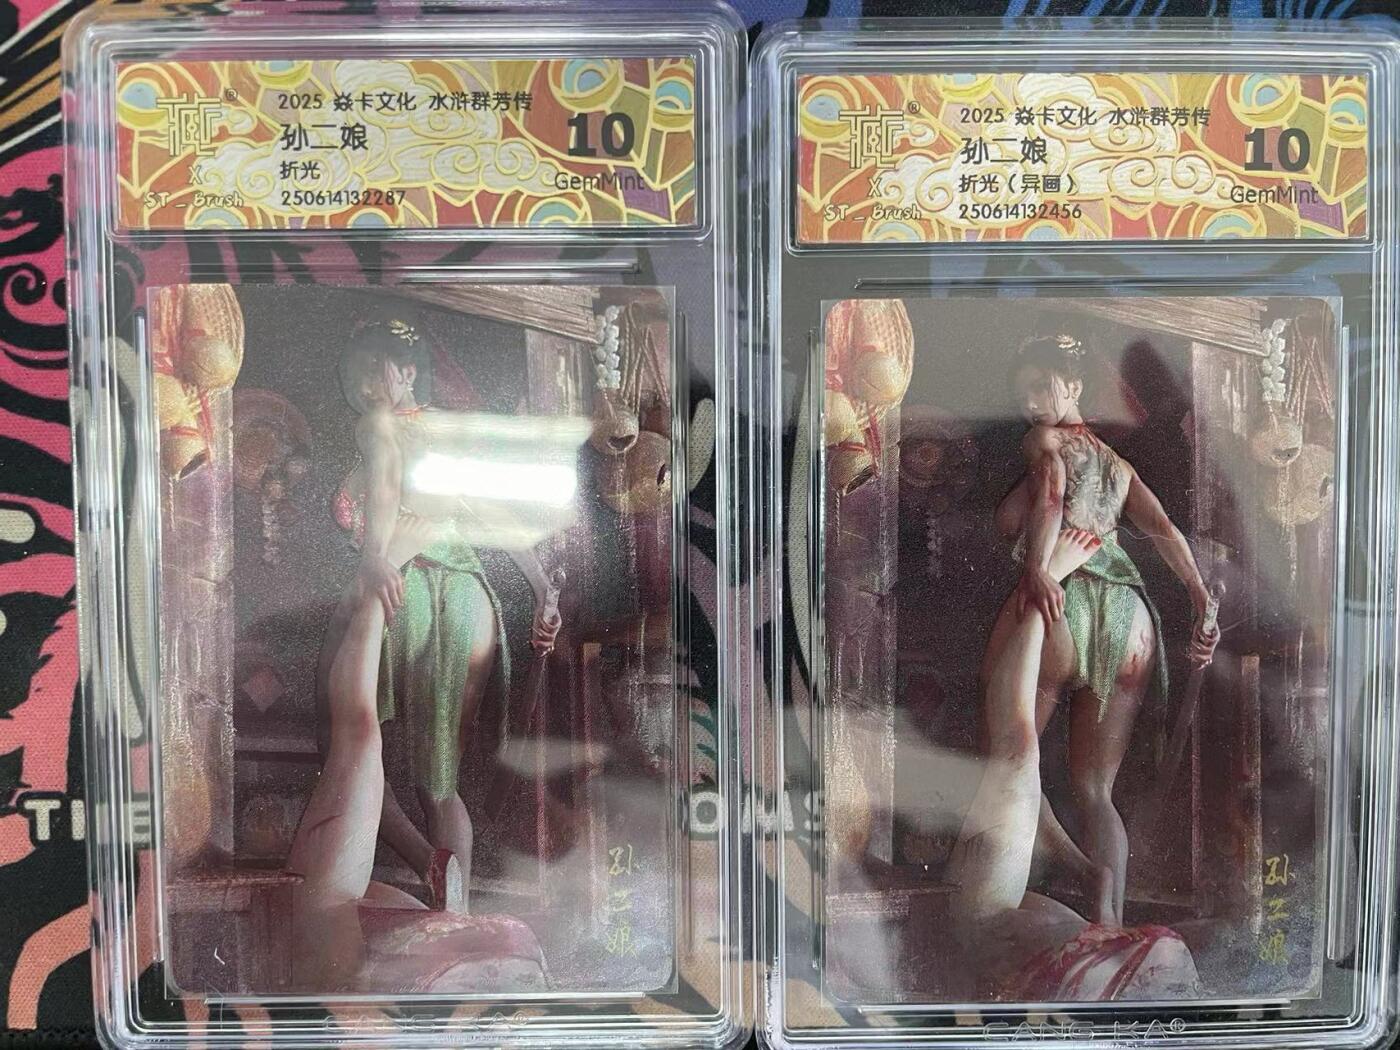 2025 焱卡文化 水浒群芳传
孙二娘
折光
250614132287
10
GemMint
X
ST_Brush
孙二娘
2025 焱卡文化 水浒群芳传
孙二娘
折光（异画）
250614132456
10
GemMint
X
ST_Brush
孙二娘
THE
OMS
CANG KA®